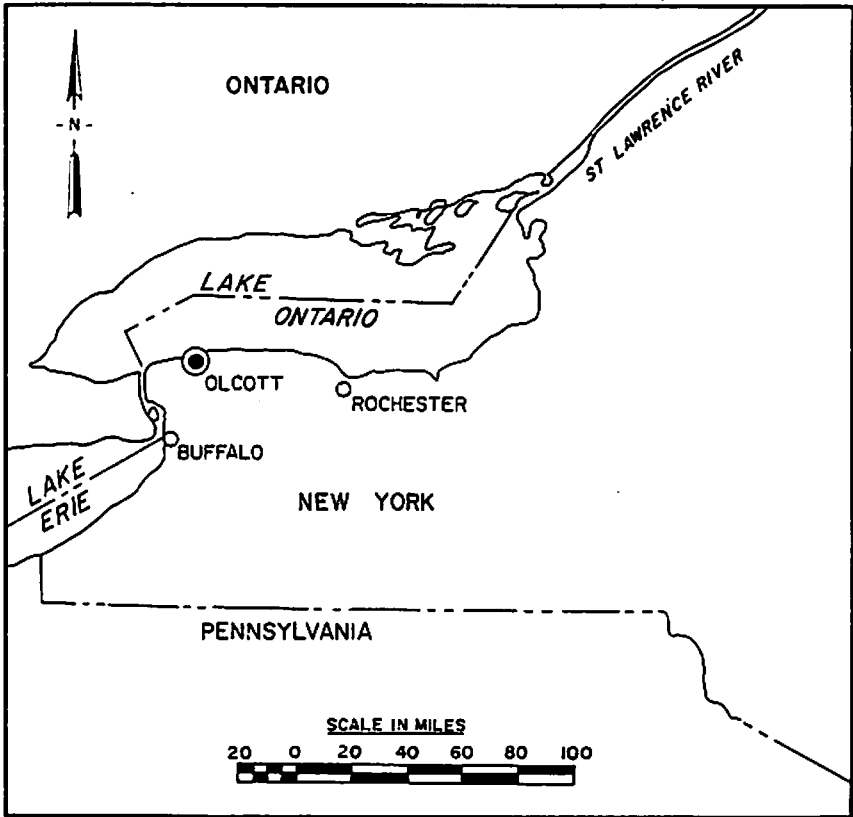 ONTARIO
- N -
ST LAWRENCE RIVER
LAKE
ONTARIO
OLCOTT
ROCHESTER
BUFFALO
LAKE
ERIE
NEW YORK
PENNSYLVANIA
SCALE IN MILES
20 0 20 40 60 80 100